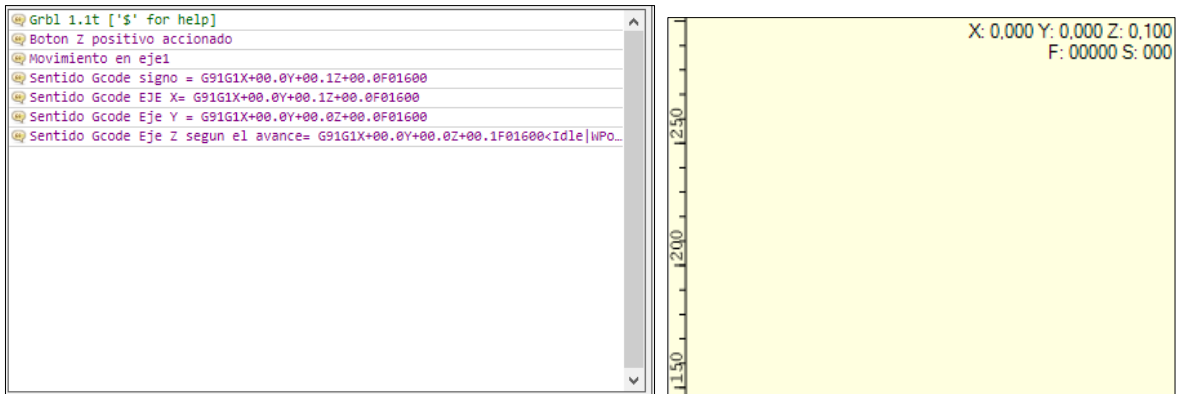 Grbl 1.1t ['$' for help]
Boton Z positivo accionado
Movimiento en eje1
Sentido Gcode signo = G91G1X+00.0Y+00.1Z+00.0F01600
Sentido Gcode EJE X= G91G1X+00.0Y+00.1Z+00.0F01600
Sentido Gcode Eje Y = G91G1X+00.0Y+00.0Z+00.0F01600
Sentido Gcode Eje Z segun el avance= G91G1X+00.0Y+00.0Z+00.1F01600<Idle|WPo…
X: 0,000 Y: 0,000 Z: 0,100
F: 00000 S: 000
250
200
150